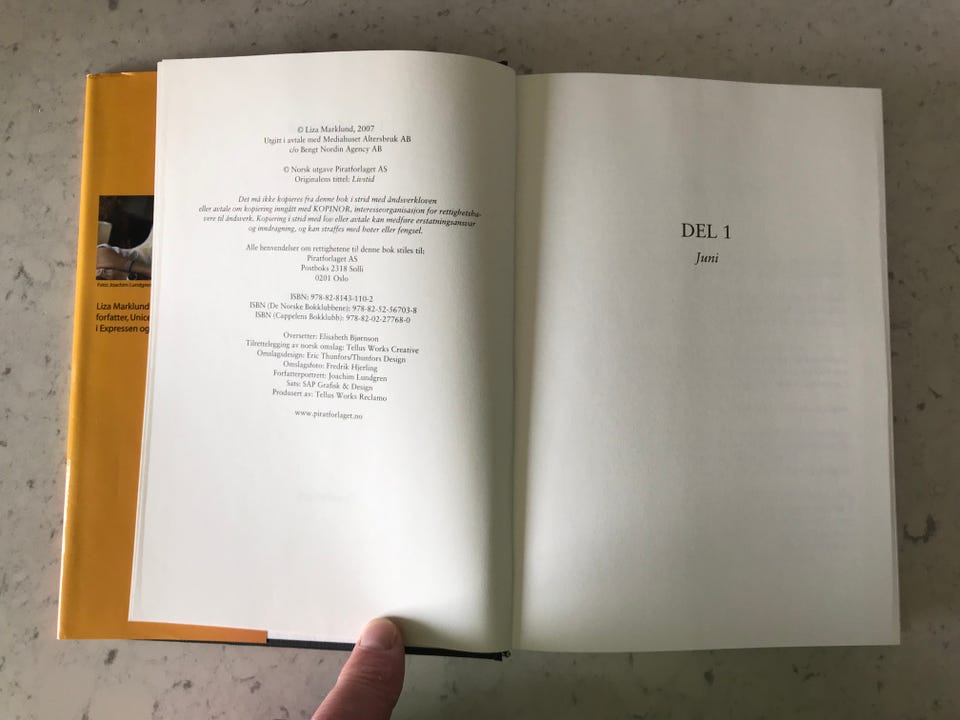 © Liza Marklund, 2007
Utgitt i avtale med Mediahuset Altersbruk AB
c/o Bengt Nordin Agency AB
© Norsk utgave Piratforlaget AS
Originalens tittel: Livstid
Det må ikke kopieres fra denne bok i strid med åndsverkloven
eller avtale om kopiering inngått med KOPINOR, interesseorganisasjon for rettighetsha-
vere til åndsverk. Kopiering i strid med lov eller avtale kan medføre erstatningsansvar
og inndragning, og kan straffes med bøter eller fengsel.
Alle henvendelser om rettighetene til denne bok stiles til:
Piratforlaget AS
Postboks 2318 Solli
0201 Oslo
ISBN: 978-82-8143-110-2
ISBN (De Norske Bokklubbene): 978-82-52-56703-8
ISBN (Cappelens Bokklubb): 978-82-02-27768-0
Oversetter: Elisabeth Bjørnson
Tilrettelegging av norsk omslag: Tellus Works Creative
Omslagsdesign: Eric Thunfors/Thunfors Design
Omslagsfoto: Fredrik Hjerling
Forfatterportrett: Joachim Lundgren
Sats: SAP Grafisk & Design
Produsert av: Tellus Works Reclamo
www.piratforlaget.no
Foto: Joachim Lundgren
Liza Marklund
forfatter, Unice
i Expressen og
DEL 1
Juni